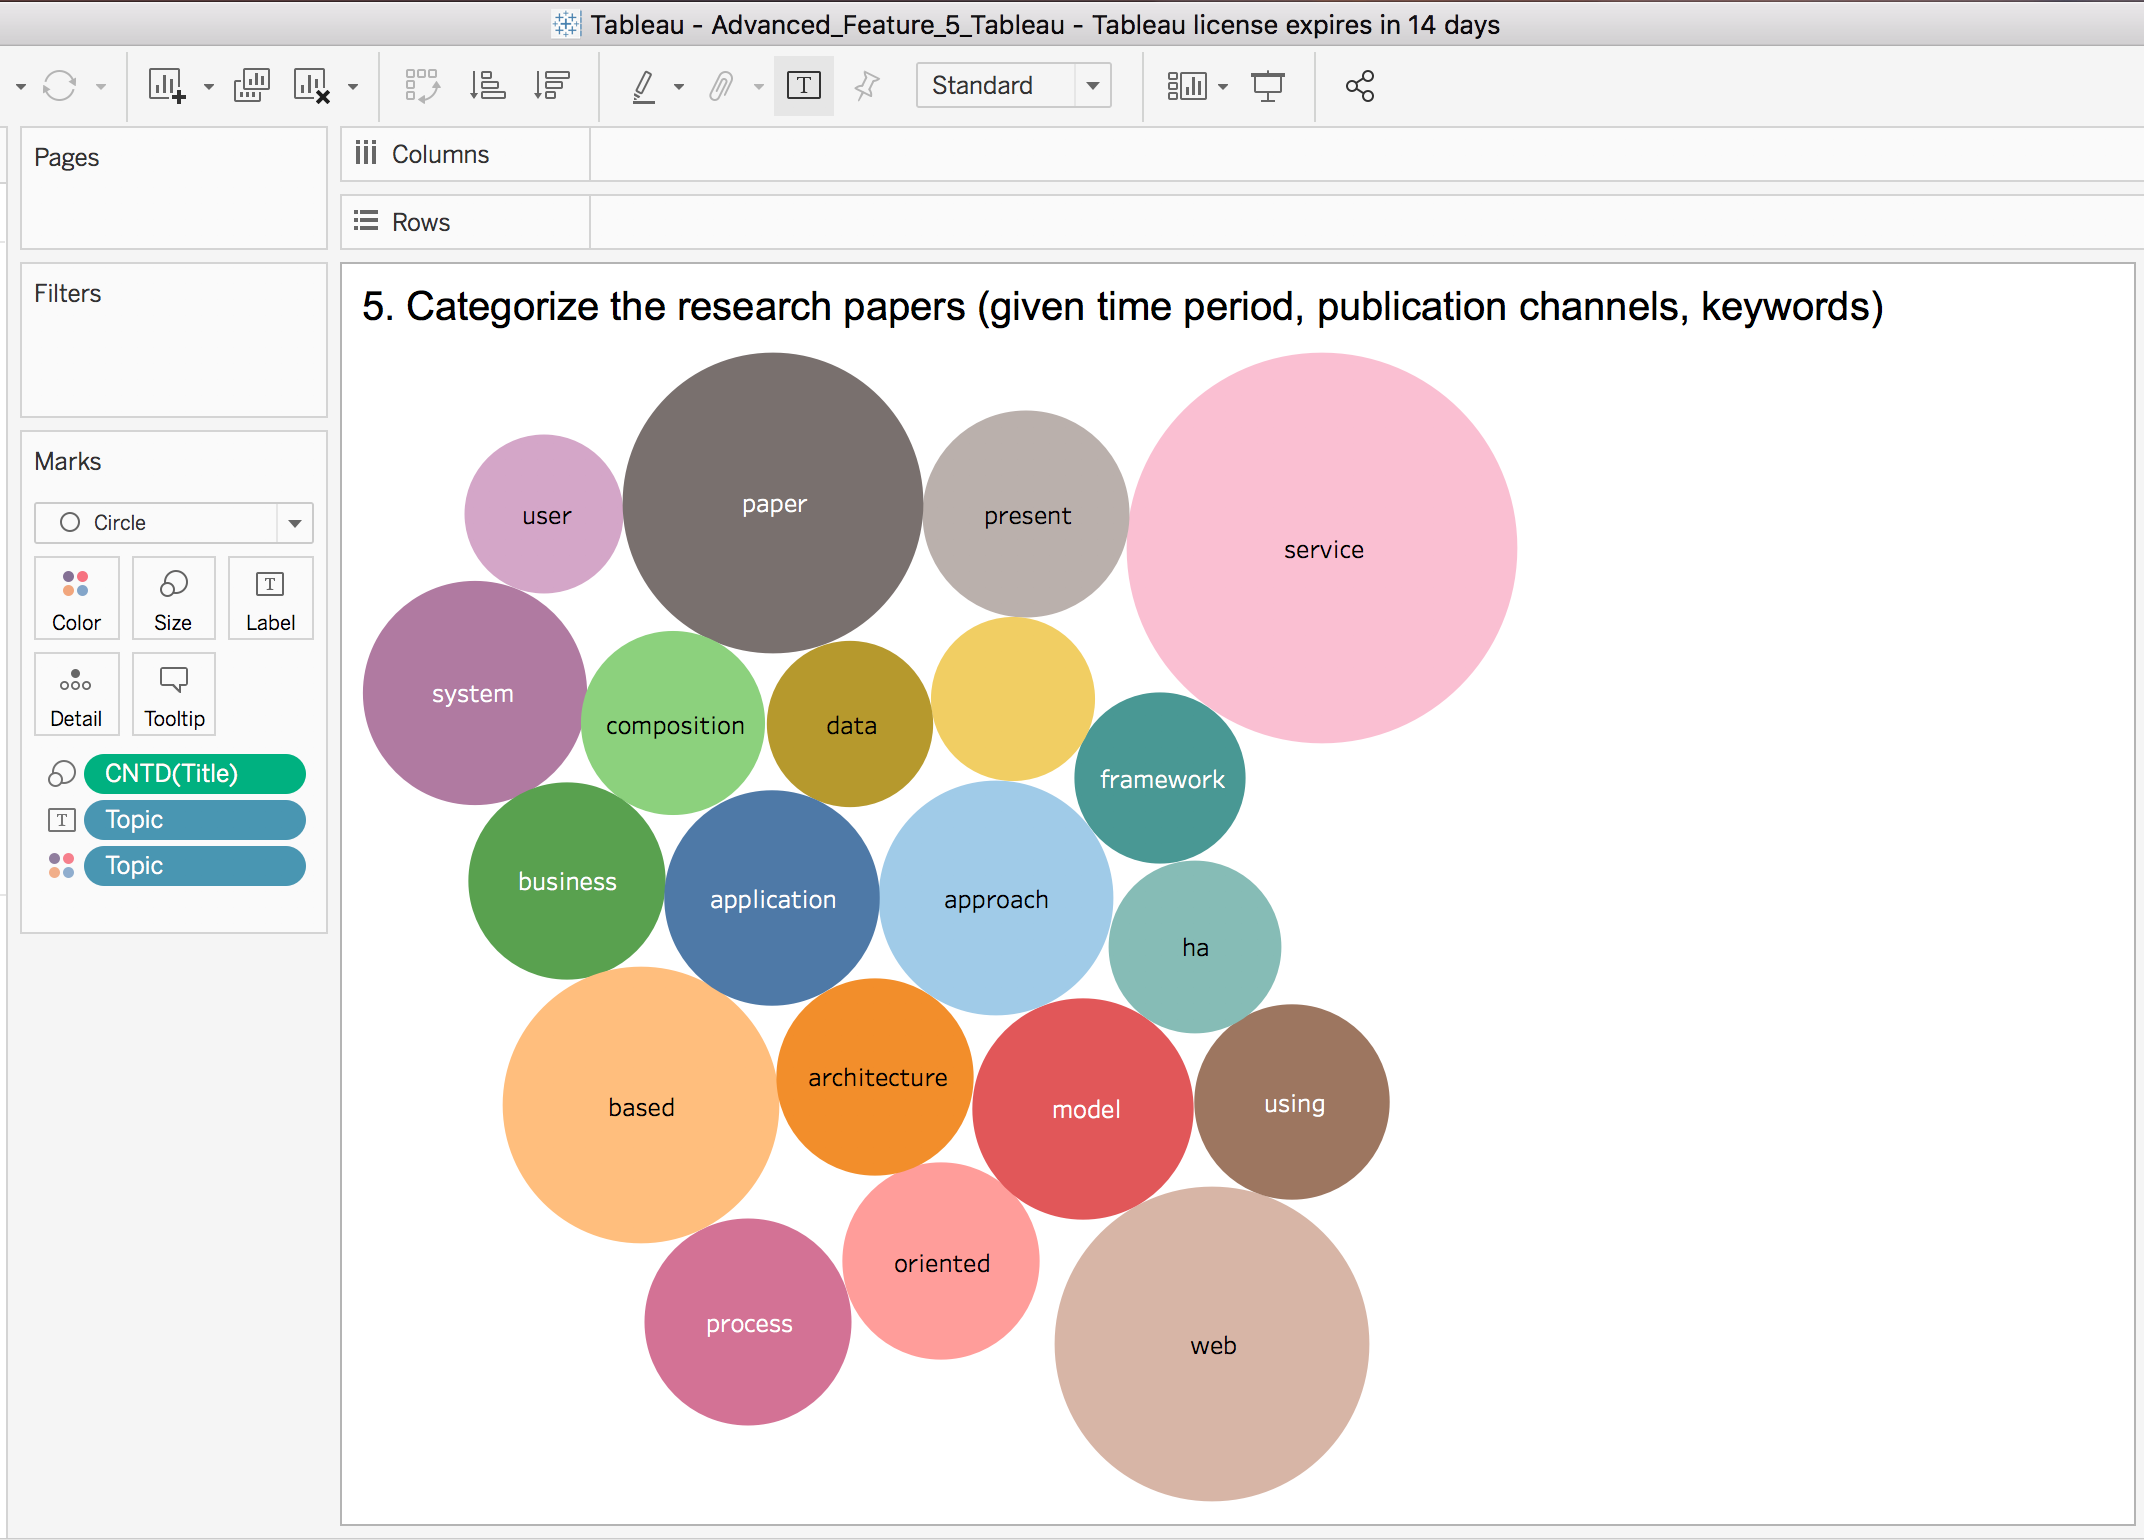 Tableau - Advanced_Feature_5_Tableau - Tableau license expires in 14 days
T
Standard
Pages
Columns
Rows
Filters
5. Categorize the research papers (given time period, publication channels, keywords)
Marks
Circle
Color
Size
T
Label
Detail
Tooltip
CNTD(Title)
T
Topic
Topic
user
paper
present
service
system
composition
data
framework
business
application
approach
ha
based
architecture
model
using
process
oriented
web